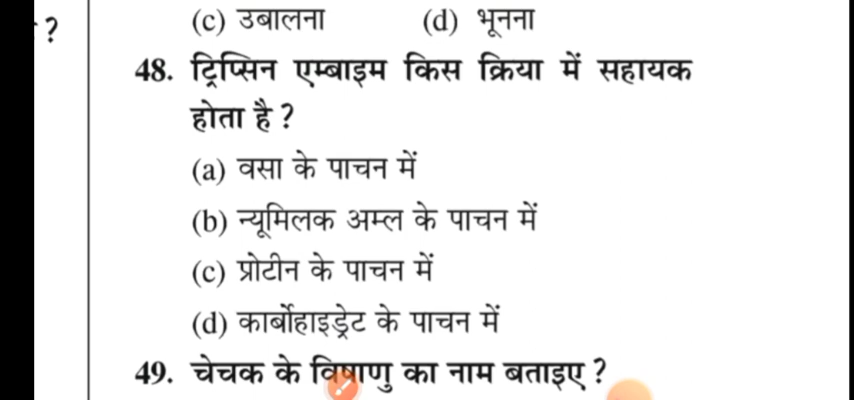 ?
(c) उबालना (d) भूनना
48. ट्रिप्सिन एम्बाइम किस क्रिया में सहायक
होता है ?
(a) वसा के पाचन में
(b) न्यूमिलक अम्ल के पाचन में
(c) प्रोटीन के पाचन में
(d) कार्बोहाइड्रेट के पाचन में
49. चेचक के विषाणु का नाम बताइए ?